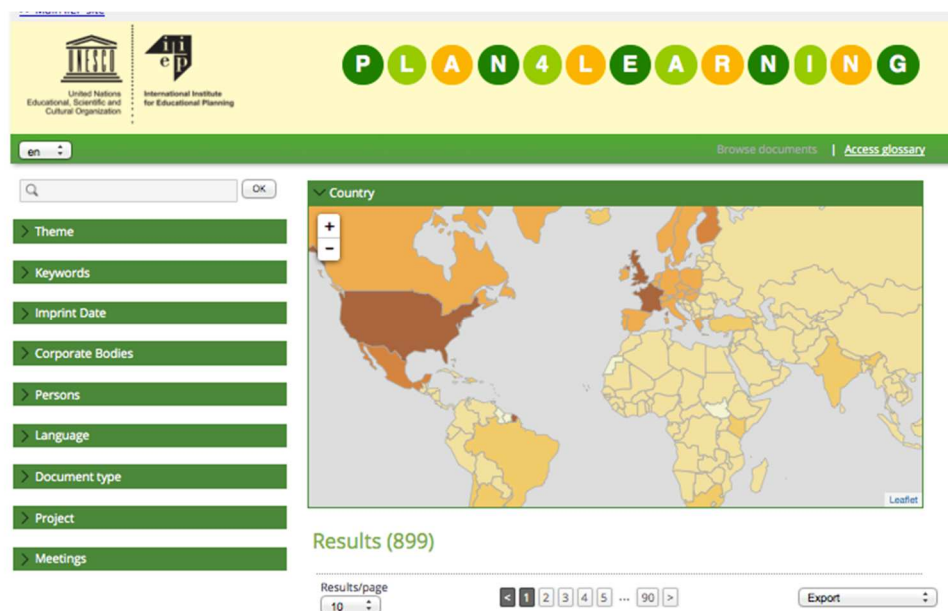 UNESCO
United Nations
Educational, Scientific and
Cultural Organization
iiep
International Institute
for Educational Planning
PLAN4LEARNING
en
Browse documents | Access glossary
OK
Theme
Keywords
Imprint Date
Corporate Bodies
Persons
Language
Document type
Project
Meetings
Country
+
−
Leaflet
Results (899)
Results/page
10
< 1 2 3 4 5 ... 90 >
Export